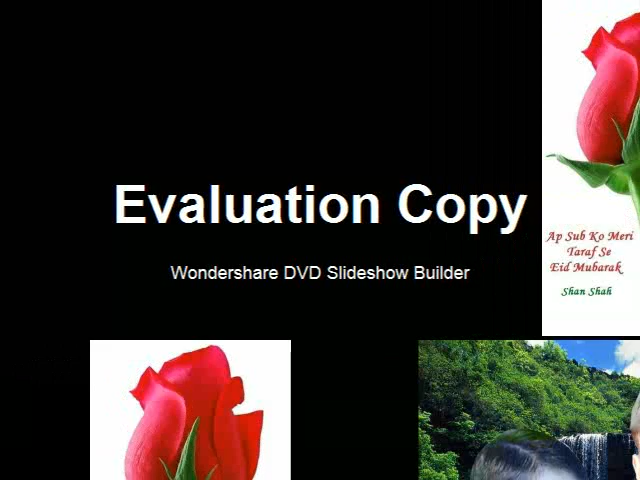 Evaluation Copy
Wondershare DVD Slideshow Builder
Ap Sub Ko Meri
Taraf Se
Eid Mubarak
Shan Shah